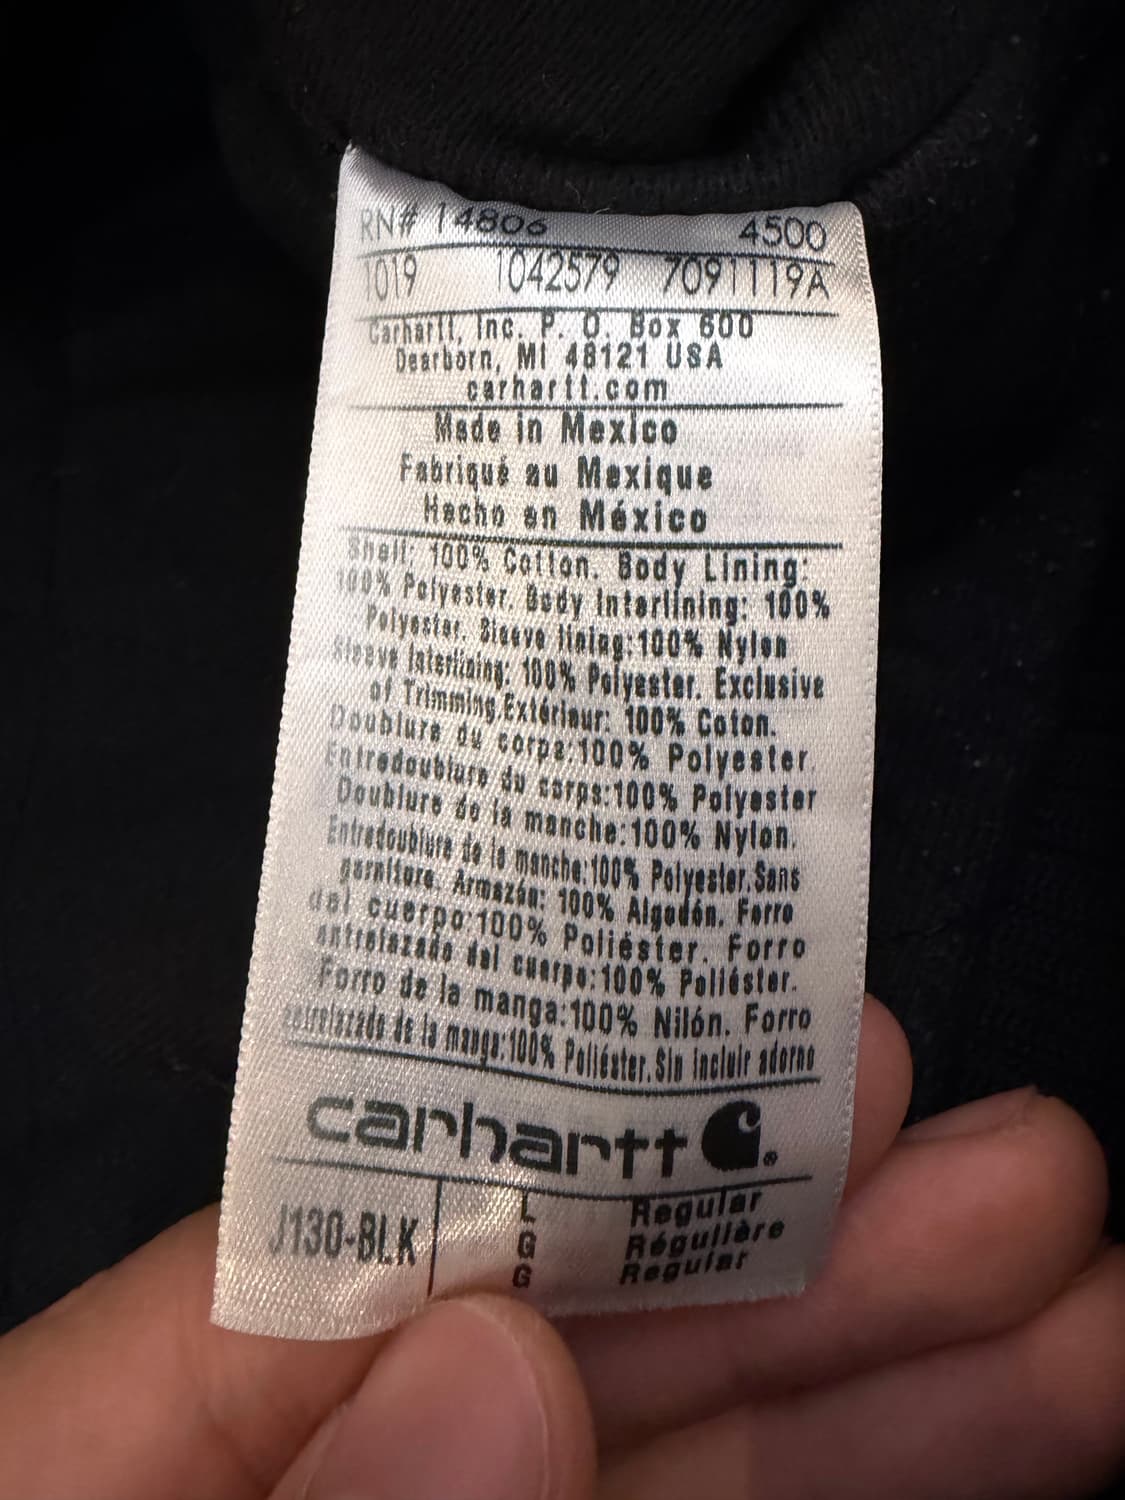 RN# 14806 4500
1019 1042579 7091119A
Carhartt, Inc. P. O. Box 600
Dearborn, MI 48121 USA
carhartt.com
Made in Mexico
Fabriqué au Mexique
Hecho en México
Shell: 100% Cotton. Body Lining:
100% Polyester. Body Interlining: 100%
Polyester. Sleeve lining:100% Nylon
Sleeve Interlining: 100% Polyester. Exclusive
of Trimming.Extérieur: 100% Coton.
Doublure du corps:100% Polyester.
Entredoublure du corps:100% Polyester
Doublure de la manche:100% Nylon.
Entredoublure de la manche:100% Polyester.Sans
garniture. Armazón: 100% Algodón. Forro
del cuerpo:100% Poliéster. Forro
entrelazado del cuerpo:100% Poliéster.
Forro de la manga:100% Nilón. Forro
entrelazado de la manga:100% Poliéster.Sin incluir adorno
carhartt
J130-BLK L Regular
G Régulière
G Regular